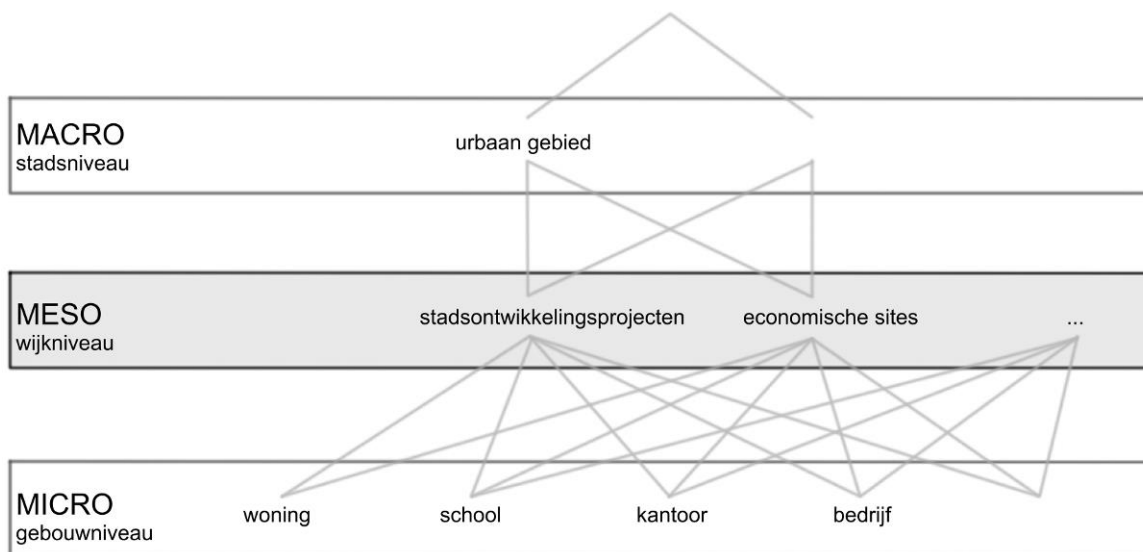 MACRO
stadsniveau
urbaan gebied
MESO
wijkniveau
stadsontwikkelingsprojecten
economische sites
...
MICRO
gebouwniveau
woning
school
kantoor
bedrijf